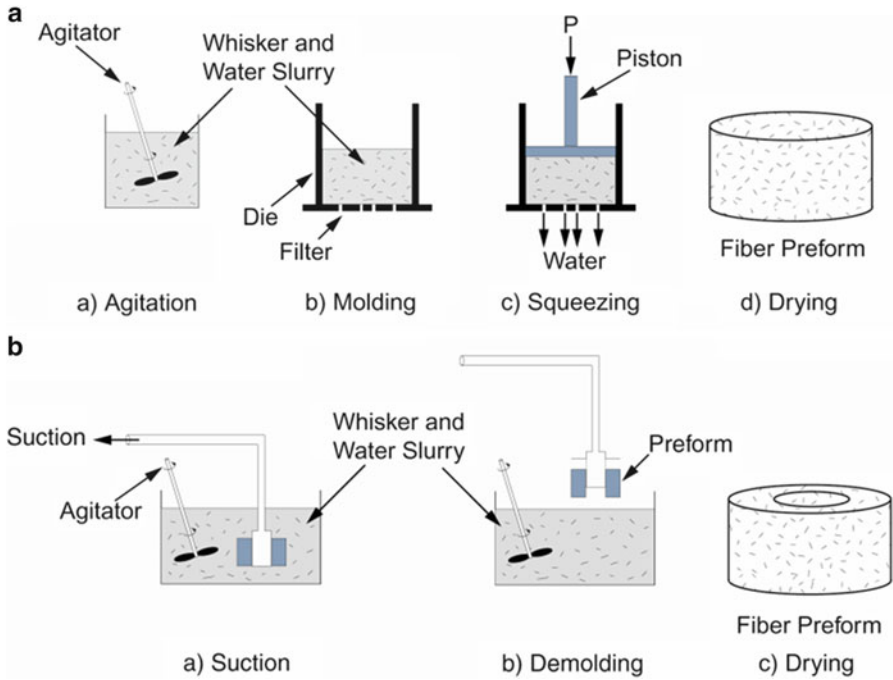 a
Agitator
Whisker and
Water Slurry
P
Piston
Die
Filter
Water
Fiber Preform
a) Agitation
b) Molding
c) Squeezing
d) Drying
b
Suction
Agitator
Whisker and
Water Slurry
Preform
Fiber Preform
a) Suction
b) Demolding
c) Drying